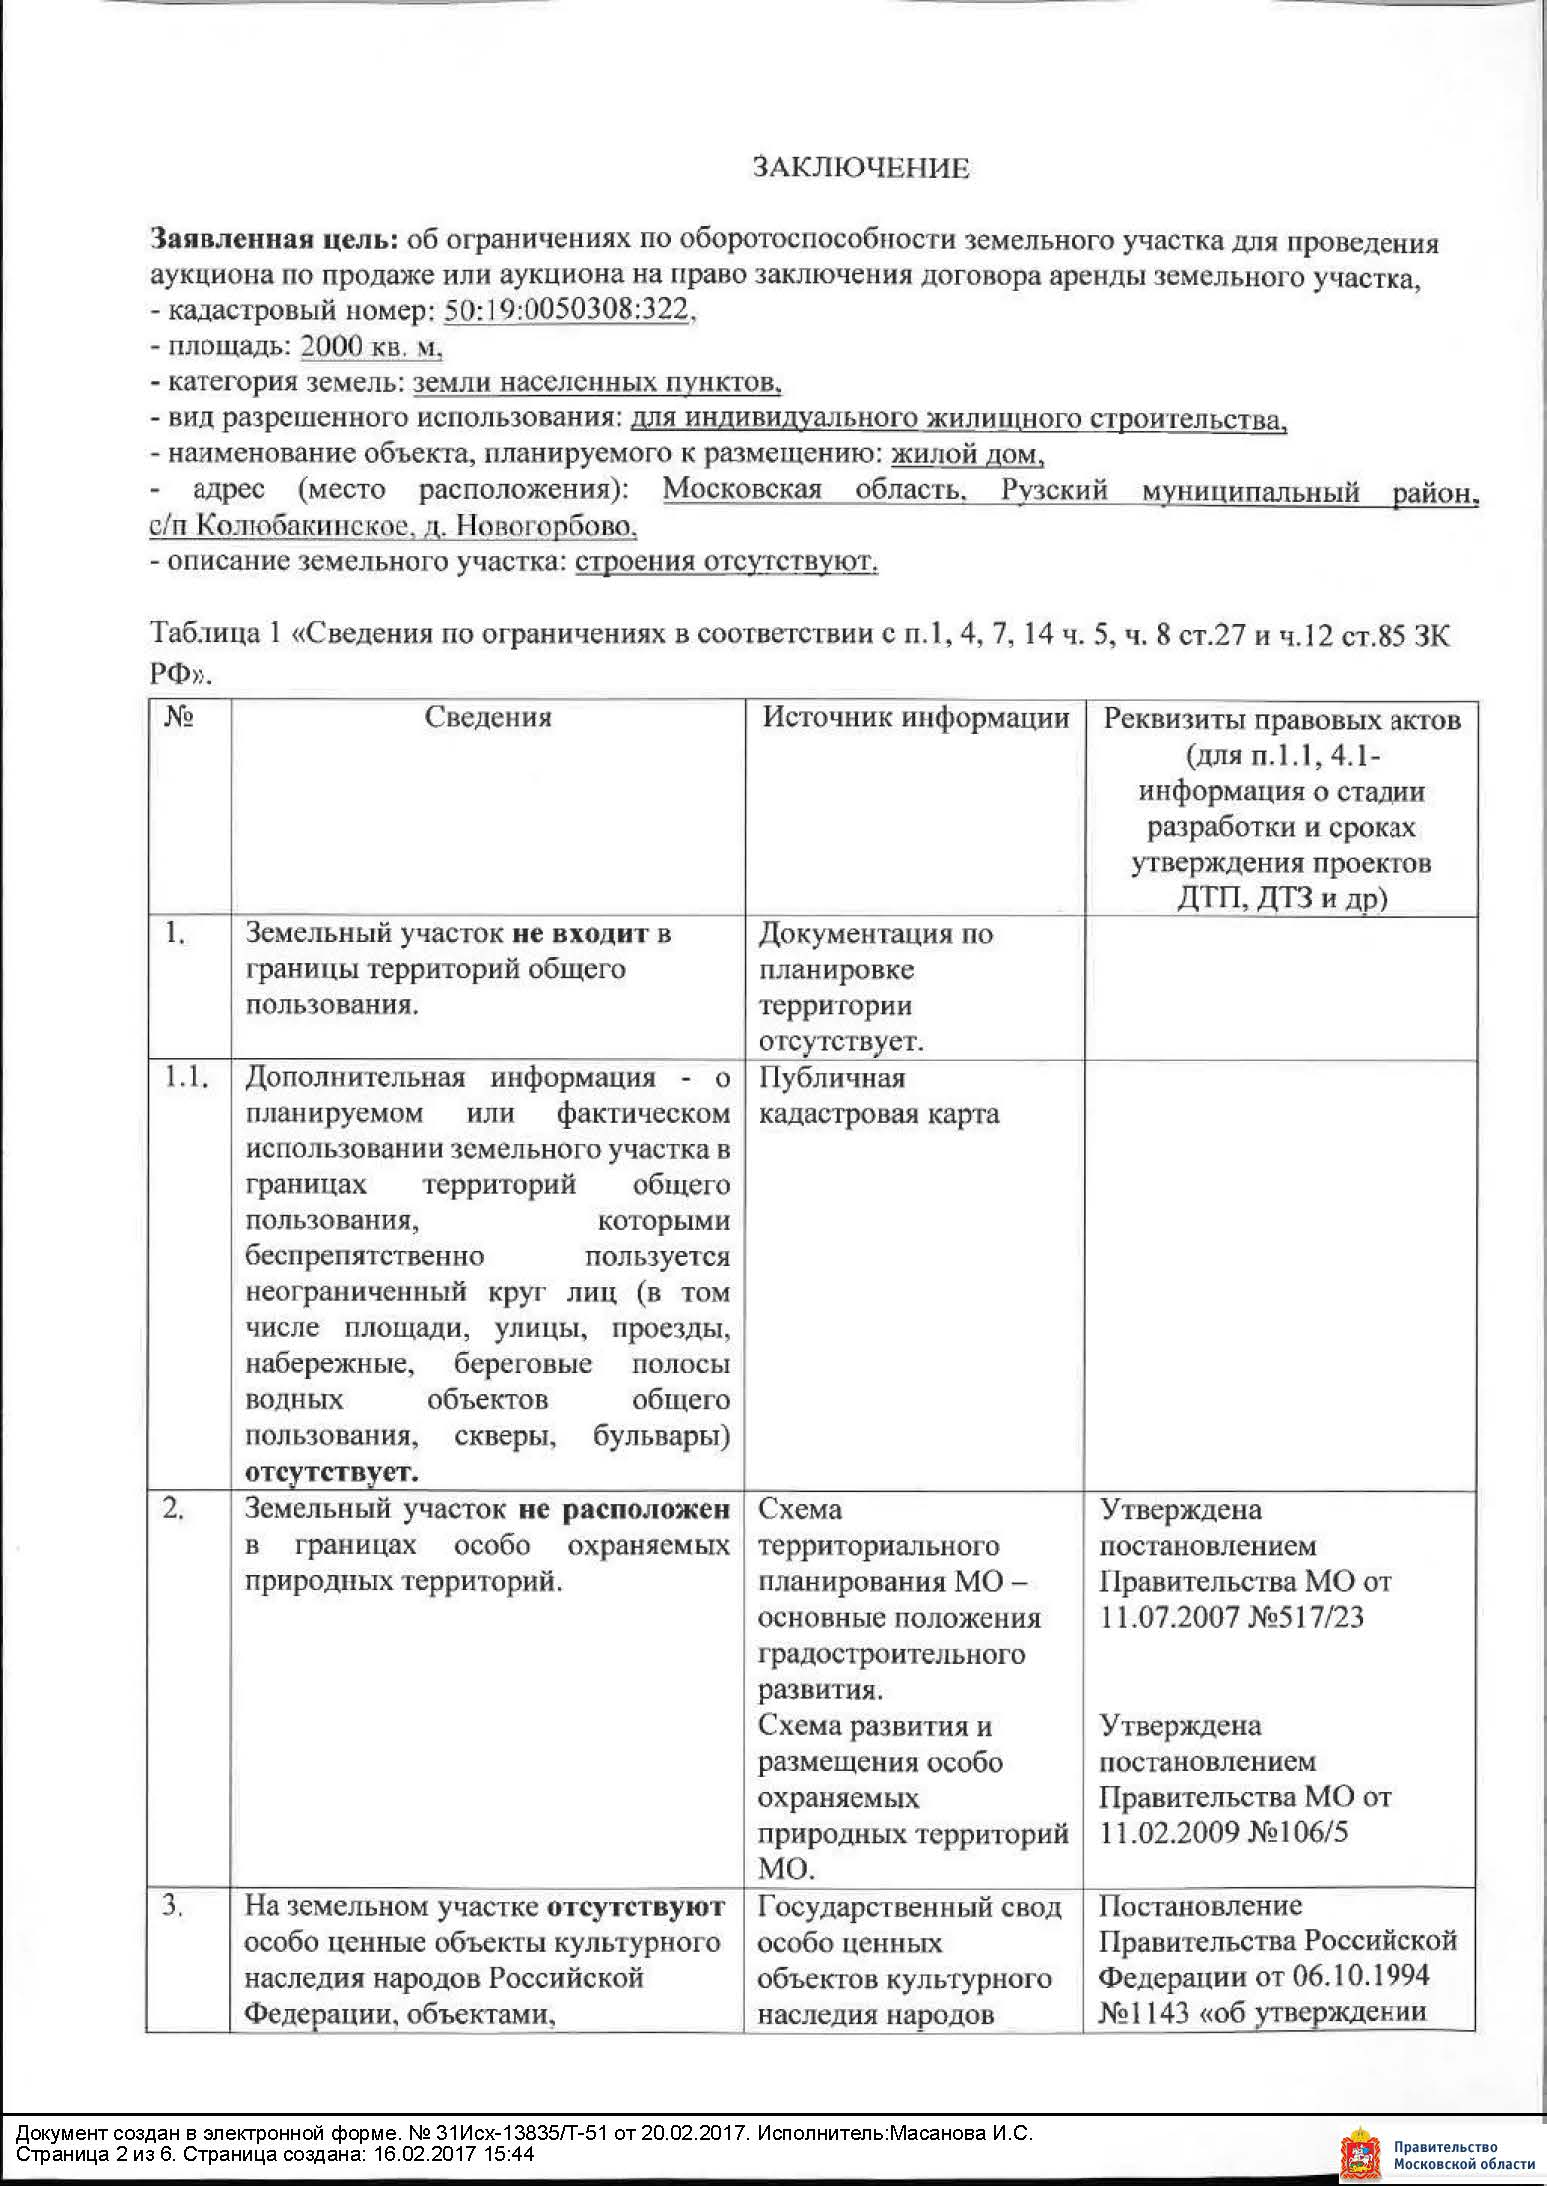 ЗАКЛЮЧЕНИЕ
Заявленная цель: об ограничениях по оборотоспособности земельного участка для проведения
аукциона по продаже или аукциона на право заключения договора аренды земельного участка,
- кадастровый номер: 50:19:0050308:322,
- площадь: 2000 кв. м,
- категория земель: земли населенных пунктов,
- вид разрешенного использования: для индивидуального жилищного строительства,
- наименование объекта, планируемого к размещению: жилой дом,
- адрес (место расположения): Московская область, Рузский муниципальный район,
с/п Колюбакинское, д. Новогорбово,
- описание земельного участка: строения отсутствуют.
Таблица 1 «Сведения по ограничениях в соответствии с п.1, 4, 7, 14 ч. 5, ч. 8 ст.27 и ч.12 ст.85 ЗК
РФ».
№
Сведения
Источник информации
Реквизиты правовых актов
(для п.1.1, 4.1-
информация о стадии
разработки и сроках
утверждения проектов
ДТП, ДТЗ и др)
1.
Земельный участок не входит в
границы территорий общего
пользования.
Документация по
планировке
территории
отсутствует.
1.1.
Дополнительная информация - о
планируемом или фактическом
использовании земельного участка в
границах территорий общего
пользования, которыми
беспрепятственно пользуется
неограниченный круг лиц (в том
числе площади, улицы, проезды,
набережные, береговые полосы
водных объектов общего
пользования, скверы, бульвары)
отсутствует.
Публичная
кадастровая карта
2.
Земельный участок не расположен
в границах особо охраняемых
природных территорий.
Схема
территориального
планирования МО –
основные положения
градостроительного
развития.
Схема развития и
размещения особо
охраняемых
природных территорий
МО.
Утверждена
постановлением
Правительства МО от
11.07.2007 №517/23
Утверждена
постановлением
Правительства МО от
11.02.2009 №106/5
3.
На земельном участке отсутствуют
особо ценные объекты культурного
наследия народов Российской
Федерации, объектами,
Государственный свод
особо ценных
объектов культурного
наследия народов
Постановление
Правительства Российской
Федерации от 06.10.1994
№1143 «об утверждении
Документ создан в электронной форме. № 31Исх-13835/Т-51 от 20.02.2017. Исполнитель:Масанова И.С.
Страница 2 из 6. Страница создана: 16.02.2017 15:44
Правительство
Московской области